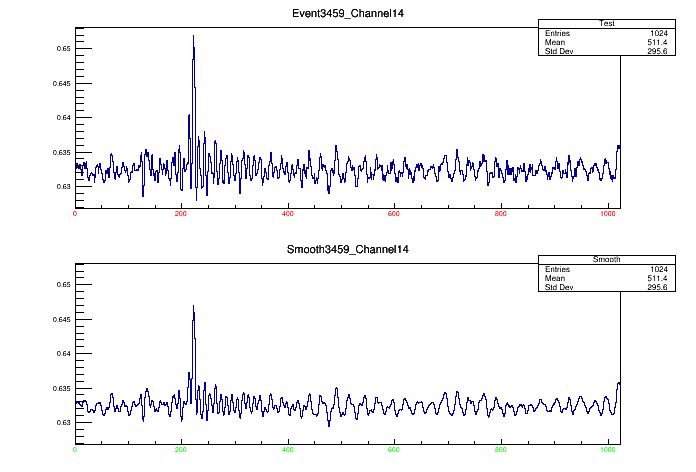 Event3459_Channel14
Test
Entries 1024
Mean 511.4
Std Dev 295.6
0.65
0.645
0.64
0.635
0.63
0 200 400 600 800 1000
Smooth3459_Channel14
Smooth
Entries 1024
Mean 511.4
Std Dev 295.6
0.65
0.645
0.64
0.635
0.63
0 200 400 600 800 1000